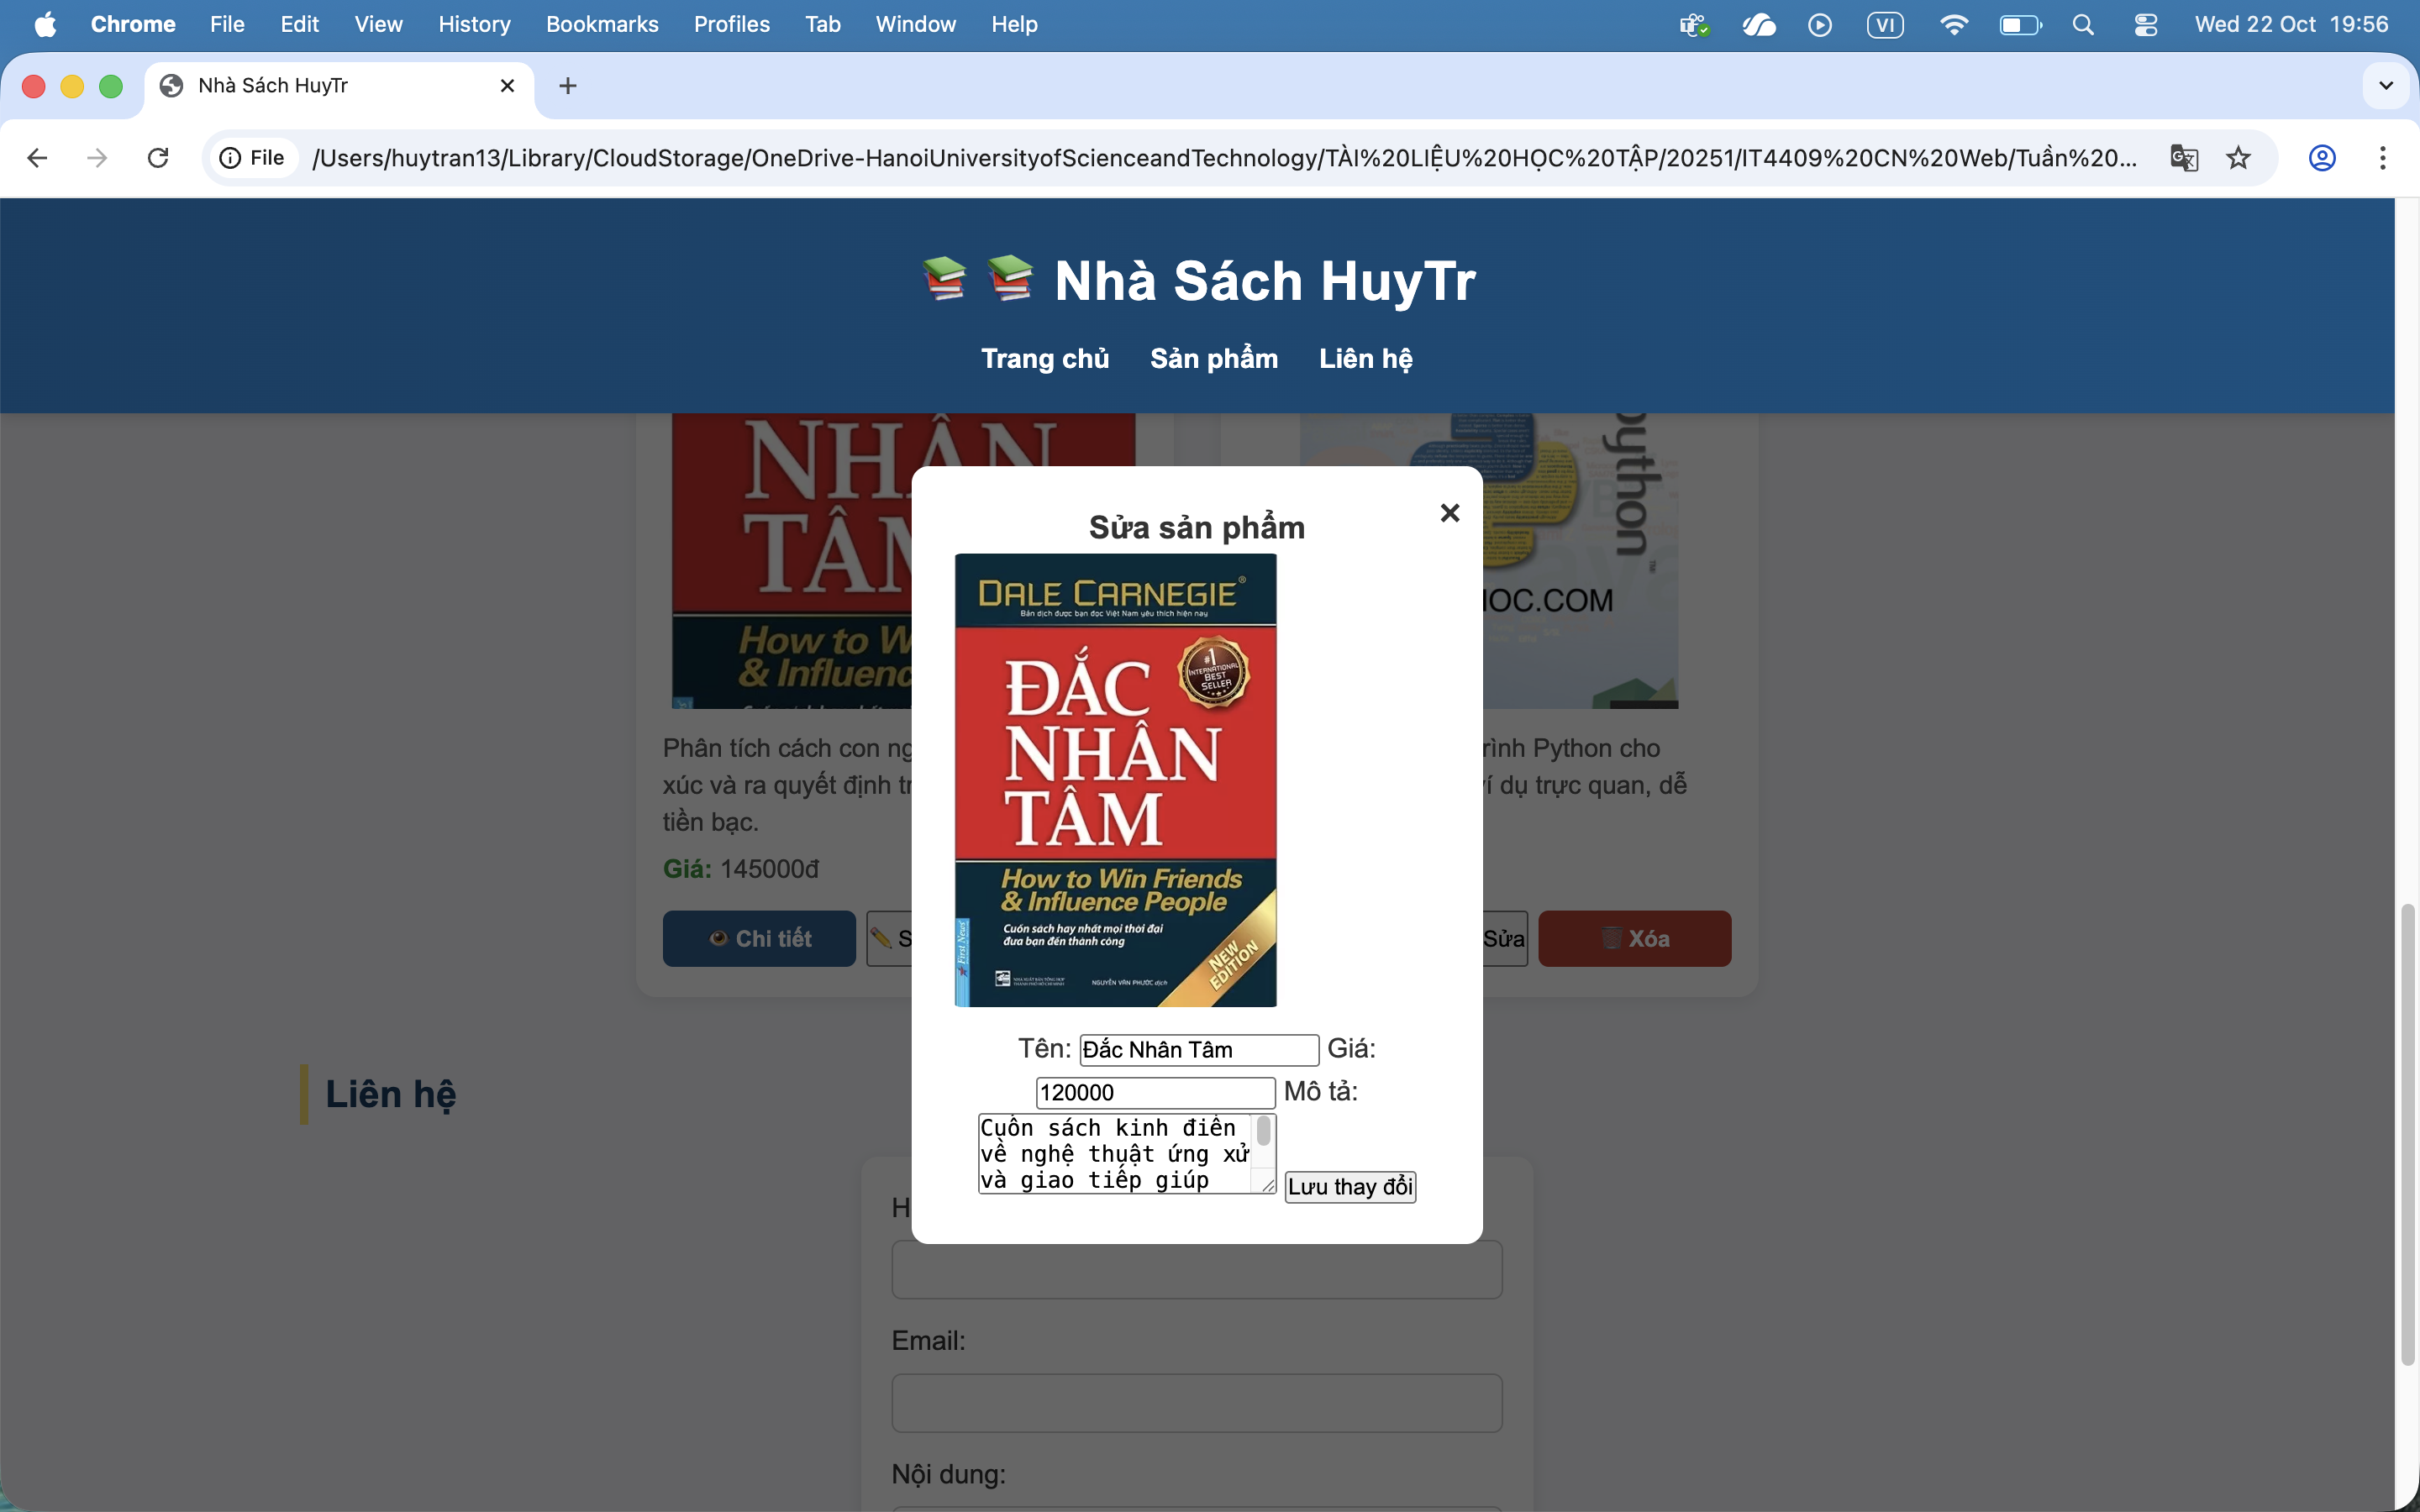 Chrome File Edit View History Bookmarks Profiles Tab Window Help VI Wed 22 Oct 19:56
Nhà Sách HuyTr
File /Users/huytran13/Library/CloudStorage/OneDrive-HanoiUniversityofScienceandTechnology/TÀI%20LIỆU%20HỌC%20TẬP/20251/IT4409%20CN%20Web/Tuần%20...
Nhà Sách HuyTr
Trang chủ Sản phẩm Liên hệ
NHÂN
TÂM
How to W
& Influenc
python
HOC.COM
Phân tích cách con ng
xúc và ra quyết định tr
tiền bạc.
Giá: 145000đ
Chi tiết S
rình Python cho
ví dụ trực quan, dễ
Sửa Xóa
Sửa sản phẩm
DALE CARNEGIE®
Bản dịch được bạn đọc Việt Nam yêu thích hiện nay
#1
INTERNATIONAL
BEST
SELLER
ĐẮC
NHÂN
TÂM
How to Win Friends
& Influence People
Cuốn sách hay nhất mọi thời đại
đưa bạn đến thành công
NEW
EDITION
First News
NGUYỄN VĂN PHƯỚC dịch
Tên: Đắc Nhân Tâm Giá:
120000 Mô tả:
Cuốn sách kinh điển
về nghệ thuật ứng xử
và giao tiếp giúp
Lưu thay đổi
Liên hệ
H
Email:
Nội dung: